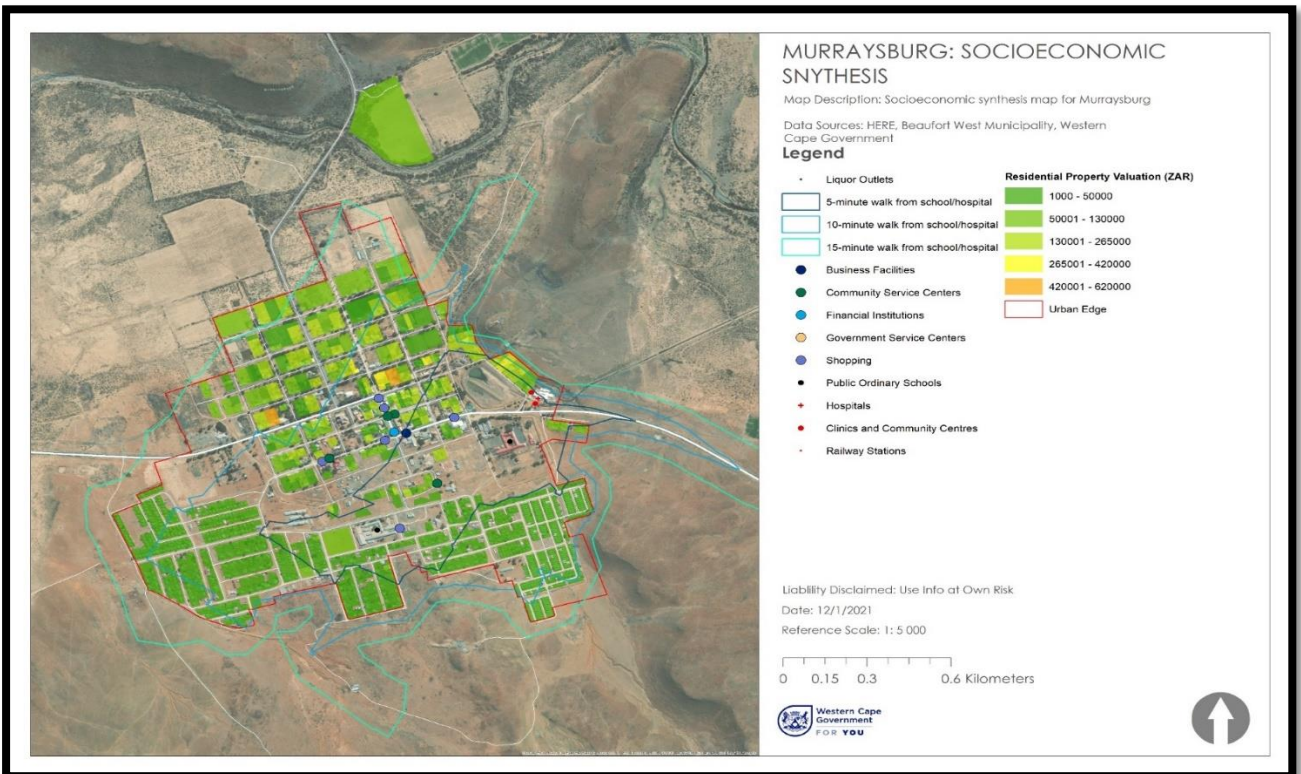 MURRAYSBURG: SOCIOECONOMIC
SNYTHESIS
Map Description: Socioeconomic synthesis map for Murraysburg
Data Sources: HERE, Beaufort West Municipality, Western
Cape Government
Legend
Liquor Outlets
5-minute walk from school/hospital
10-minute walk from school/hospital
15-minute walk from school/hospital
Business Facilities
Community Service Centers
Financial Institutions
Government Service Centers
Shopping
Public Ordinary Schools
Hospitals
Clinics and Community Centres
Railway Stations
Residential Property Valuation (ZAR)
1000 - 50000
50001 - 130000
130001 - 265000
265001 - 420000
420001 - 620000
Urban Edge
Liablility Disclaimed: Use Info at Own Risk
Date: 12/1/2021
Reference Scale: 1: 5 000
0 0.15 0.3 0.6 Kilometers
Western Cape
Government
FOR YOU